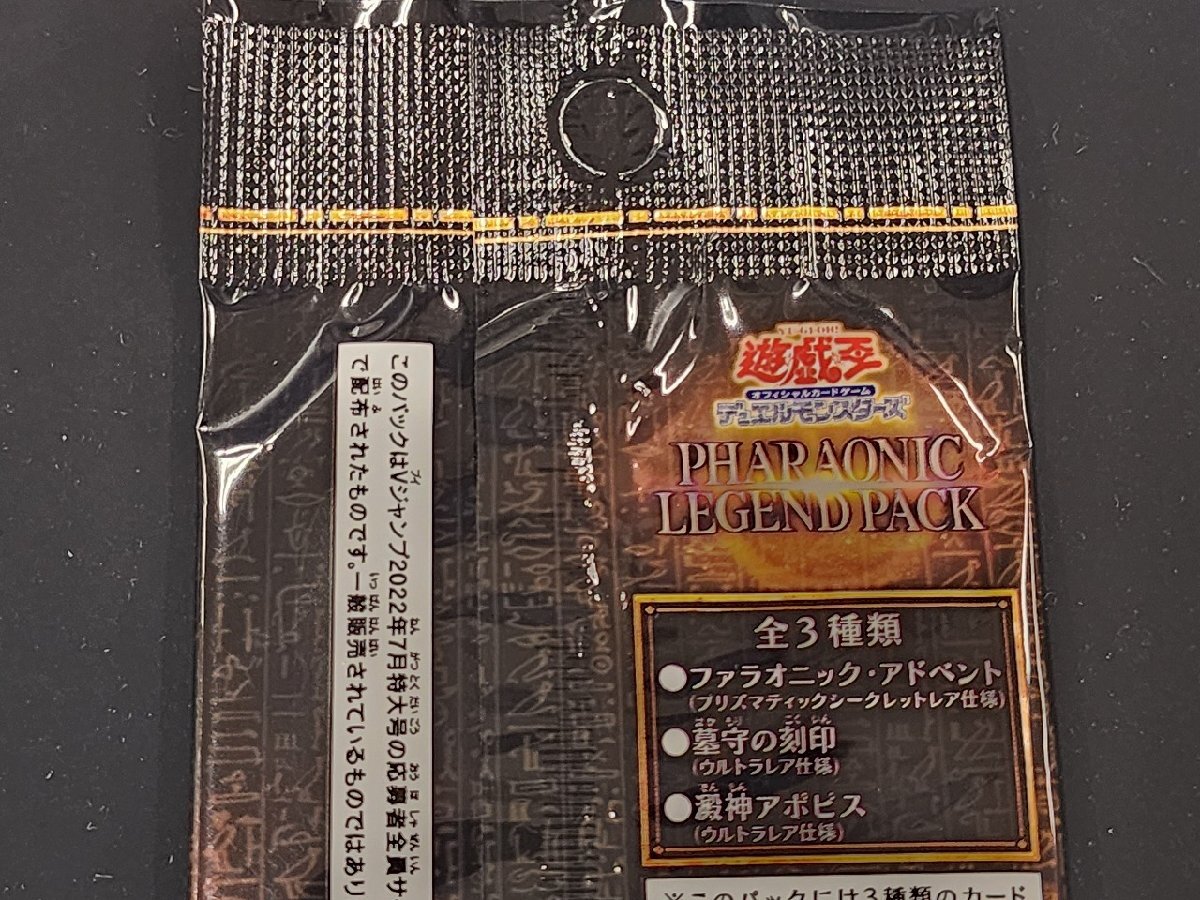 YU-GI-OH!
遊戯王
オフィシャルカードゲーム
デュエルモンスターズ
PHARAONIC
LEGEND PACK
全3種類
●ファラオニック・アドベント
(プリズマティックシークレットレア仕様)
●墓守の刻印
(ウルトラレア仕様)
●澱神アポピス
(ウルトラレア仕様)
※このパックには3種類のカード
このパックはVジャンプ2022年7月特大号の応募者全員サ
で配布されたものです。一般販売されているものではあり